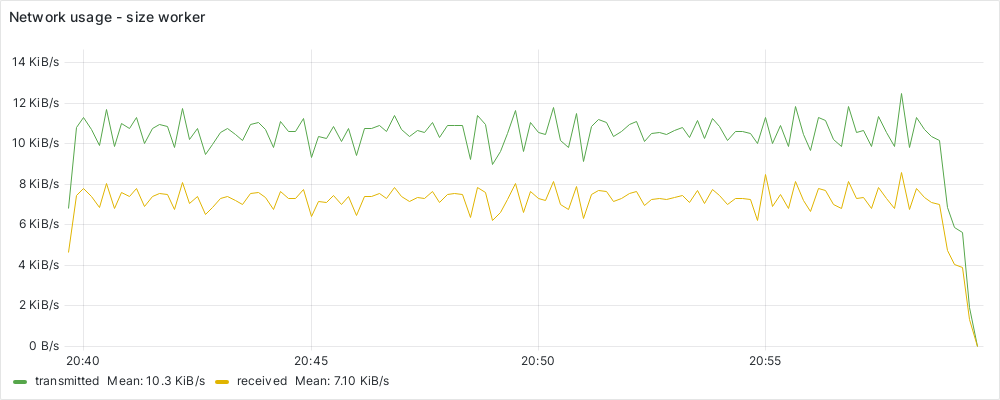 Network usage - size worker
14 KiB/s
12 KiB/s
10 KiB/s
8 KiB/s
6 KiB/s
4 KiB/s
2 KiB/s
0 B/s
20:40 20:45 20:50 20:55
transmitted Mean: 10.3 KiB/s received Mean: 7.10 KiB/s